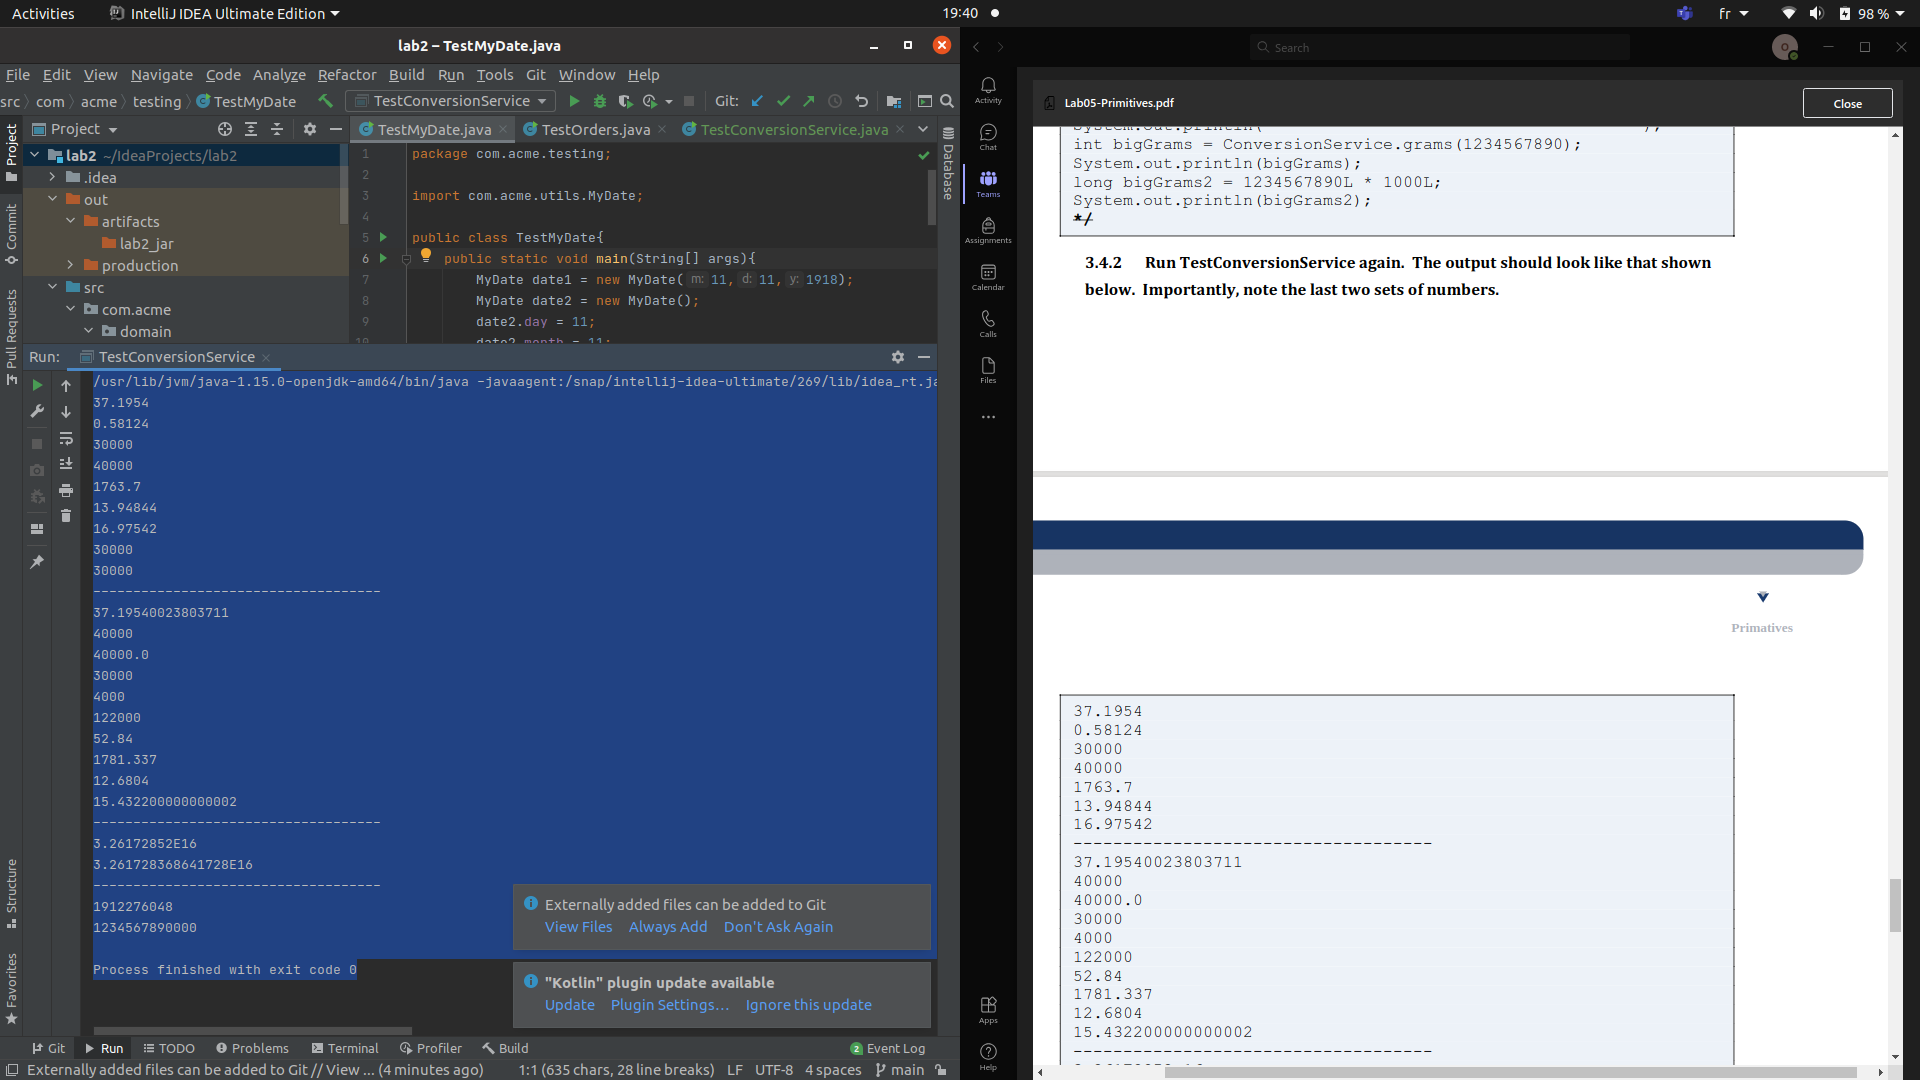 Activities
IntelliJ IDEA Ultimate Edition
19:40
fr
98 %
lab2 – TestMyDate.java
File Edit View Navigate Code Analyze Refactor Build Run Tools Git Window Help
src com acme testing TestMyDate
TestConversionService
Git:
Project
TestMyDate.java
TestOrders.java
TestConversionService.java
lab2 ~/IdeaProjects/lab2
.idea
out
artifacts
lab2_jar
production
src
com.acme
domain
1 package com.acme.testing;
2
3 import com.acme.utils.MyDate;
4
5 public class TestMyDate{
6 public static void main(String[] args){
7 MyDate date1 = new MyDate( m: 11, d: 11, y: 1918);
8 MyDate date2 = new MyDate();
9 date2.day = 11;
10 date2.month = 11;
Project
Commit
Pull Requests
Structure
Favorites
Database
Run: TestConversionService
/usr/lib/jvm/java-1.15.0-openjdk-amd64/bin/java -javaagent:/snap/intellij-idea-ultimate/269/lib/idea_rt.ja
37.1954
0.58124
30000
40000
1763.7
13.94844
16.97542
30000
30000
------------------------------------
37.19540023803711
40000
40000.0
30000
4000
122000
52.84
1781.337
12.6804
15.432200000000002
------------------------------------
3.26172852E16
3.261728368641728E16
------------------------------------
1912276048
1234567890000
Process finished with exit code 0
Externally added files can be added to Git
View Files Always Add Don't Ask Again
"Kotlin" plugin update available
Update Plugin Settings... Ignore this update
Git Run TODO Problems Terminal Profiler Build
2 Event Log
Externally added files can be added to Git // View ... (4 minutes ago)
1:1 (635 chars, 28 line breaks) LF UTF-8 4 spaces main
Search
O
Activity
Chat
Teams
Assignments
Calendar
Calls
Files
Apps
Help
Lab05-Primitives.pdf
Close
System.out.println(" ");
int bigGrams = ConversionService.grams(1234567890);
System.out.println(bigGrams);
long bigGrams2 = 1234567890L * 1000L;
System.out.println(bigGrams2);
*/
3.4.2 Run TestConversionService again. The output should look like that shown
below. Importantly, note the last two sets of numbers.
Primatives
37.1954
0.58124
30000
40000
1763.7
13.94844
16.97542
------------------------------------
37.19540023803711
40000
40000.0
30000
4000
122000
52.84
1781.337
12.6804
15.432200000000002
------------------------------------